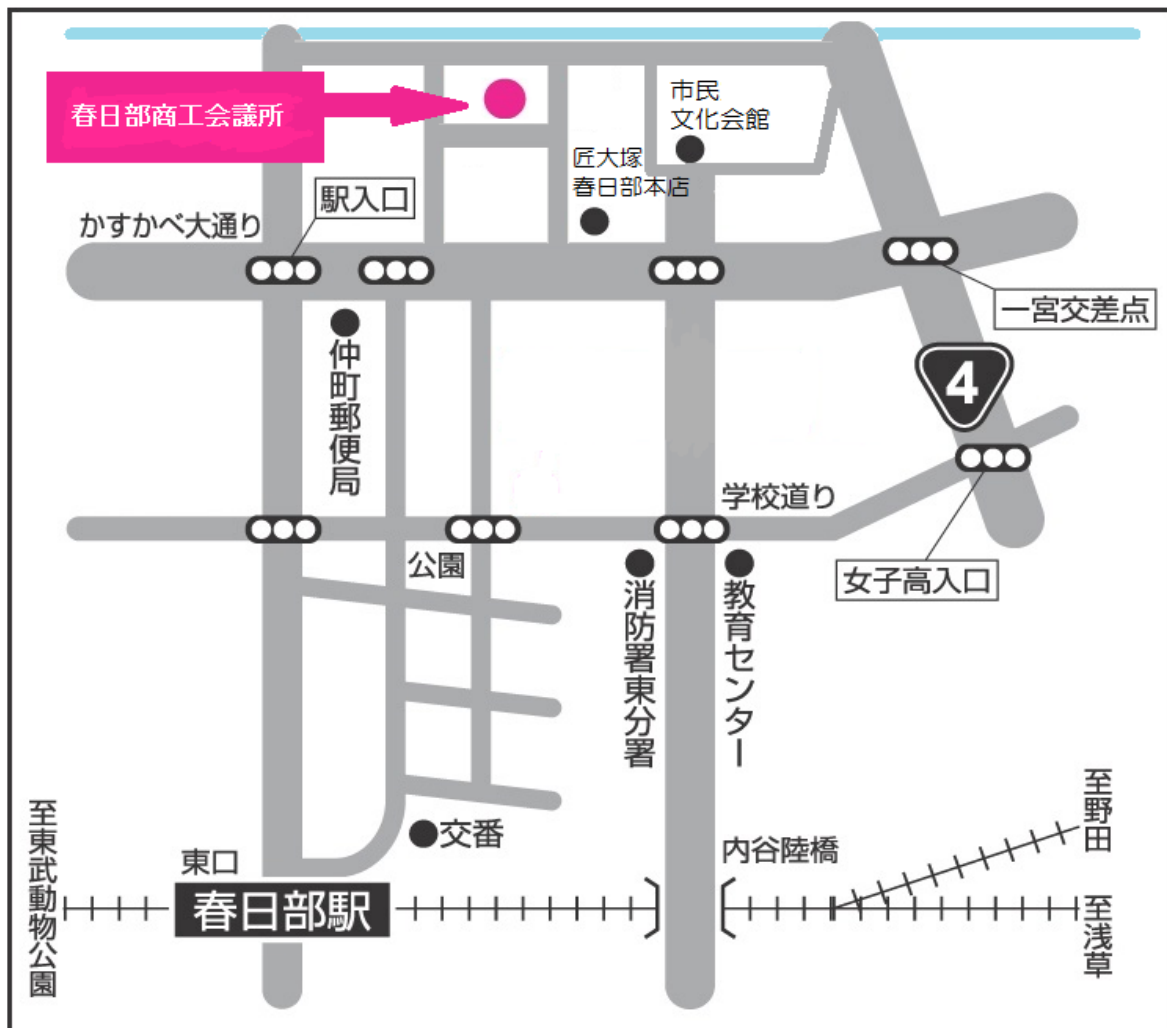 春日部商工会議所
市民
文化会館
匠大塚
春日部本店
駅入口
かすかべ大通り
一宮交差点
仲町郵便局
4
学校道り
公園
女子高入口
消防署東分署
教育センター
至野田
至東武動物公園
交番
東口
内谷陸橋
春日部駅
至浅草